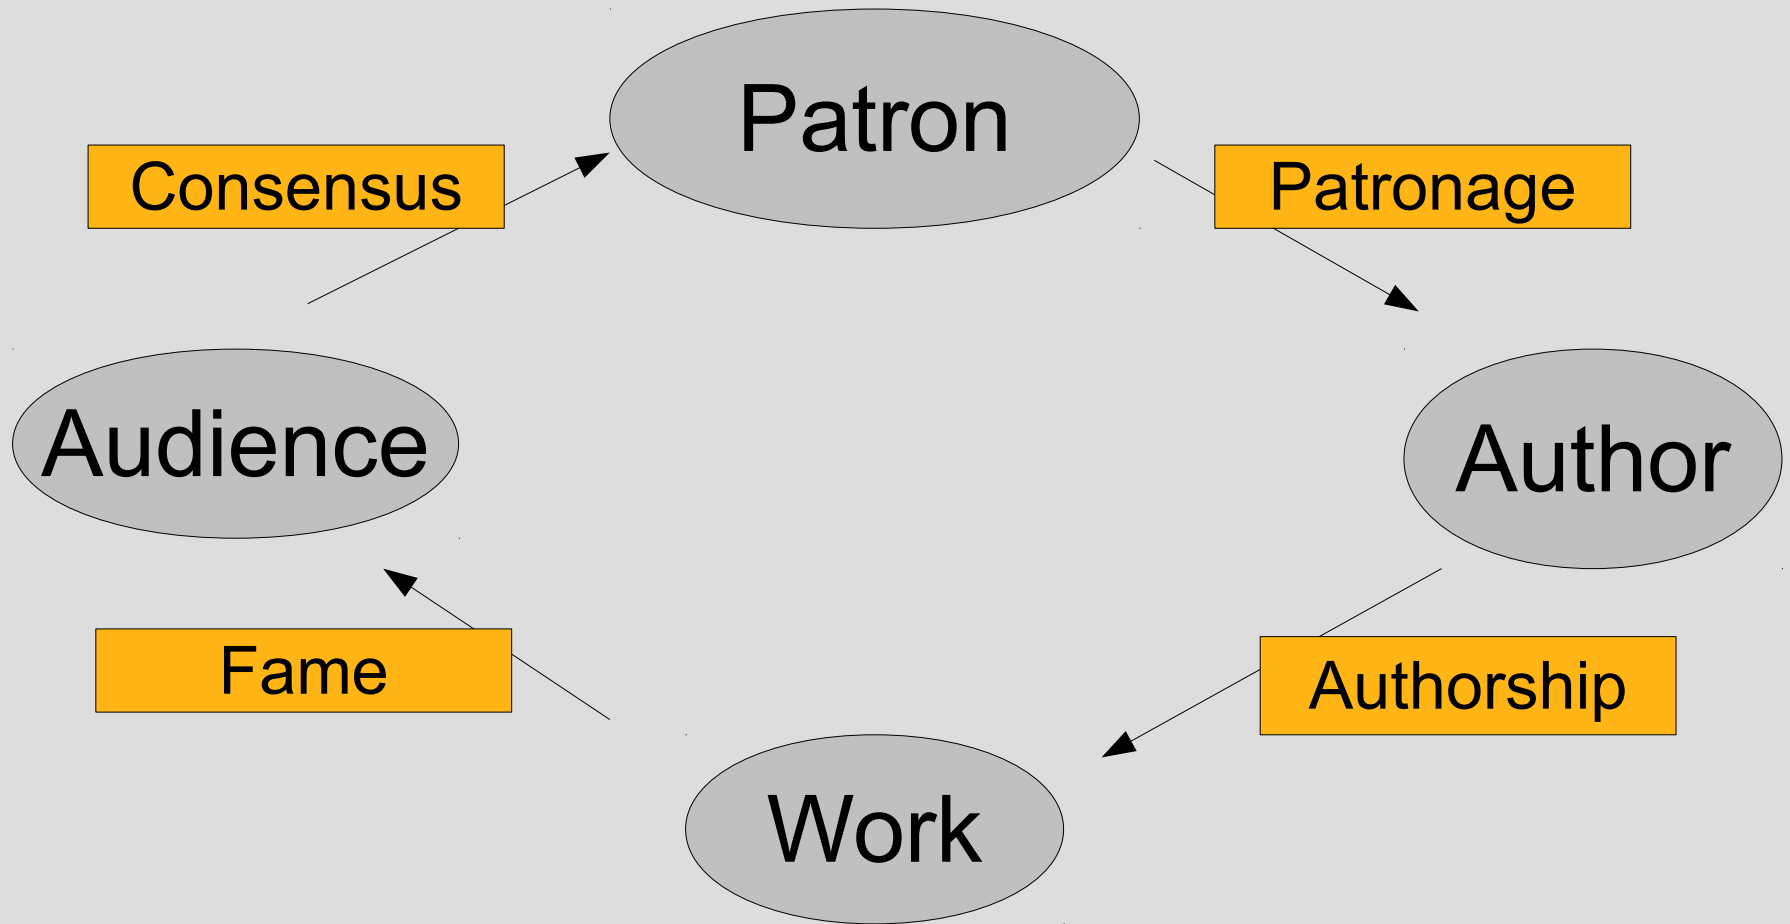 Patron
Consensus
Patronage
Audience
Author
Fame
Authorship
Work